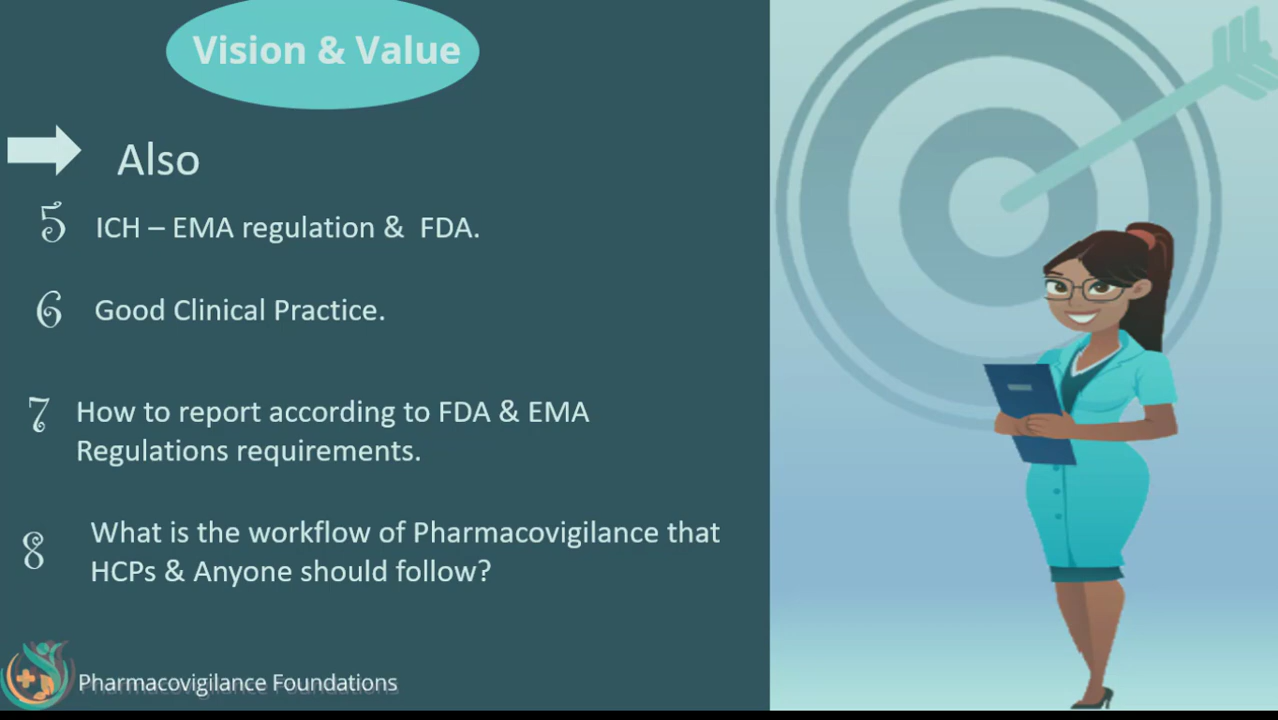 Vision & Value
Also
5 ICH – EMA regulation & FDA.
6 Good Clinical Practice.
7 How to report according to FDA & EMA
Regulations requirements.
8 What is the workflow of Pharmacovigilance that
HCPs & Anyone should follow?
Pharmacovigilance Foundations